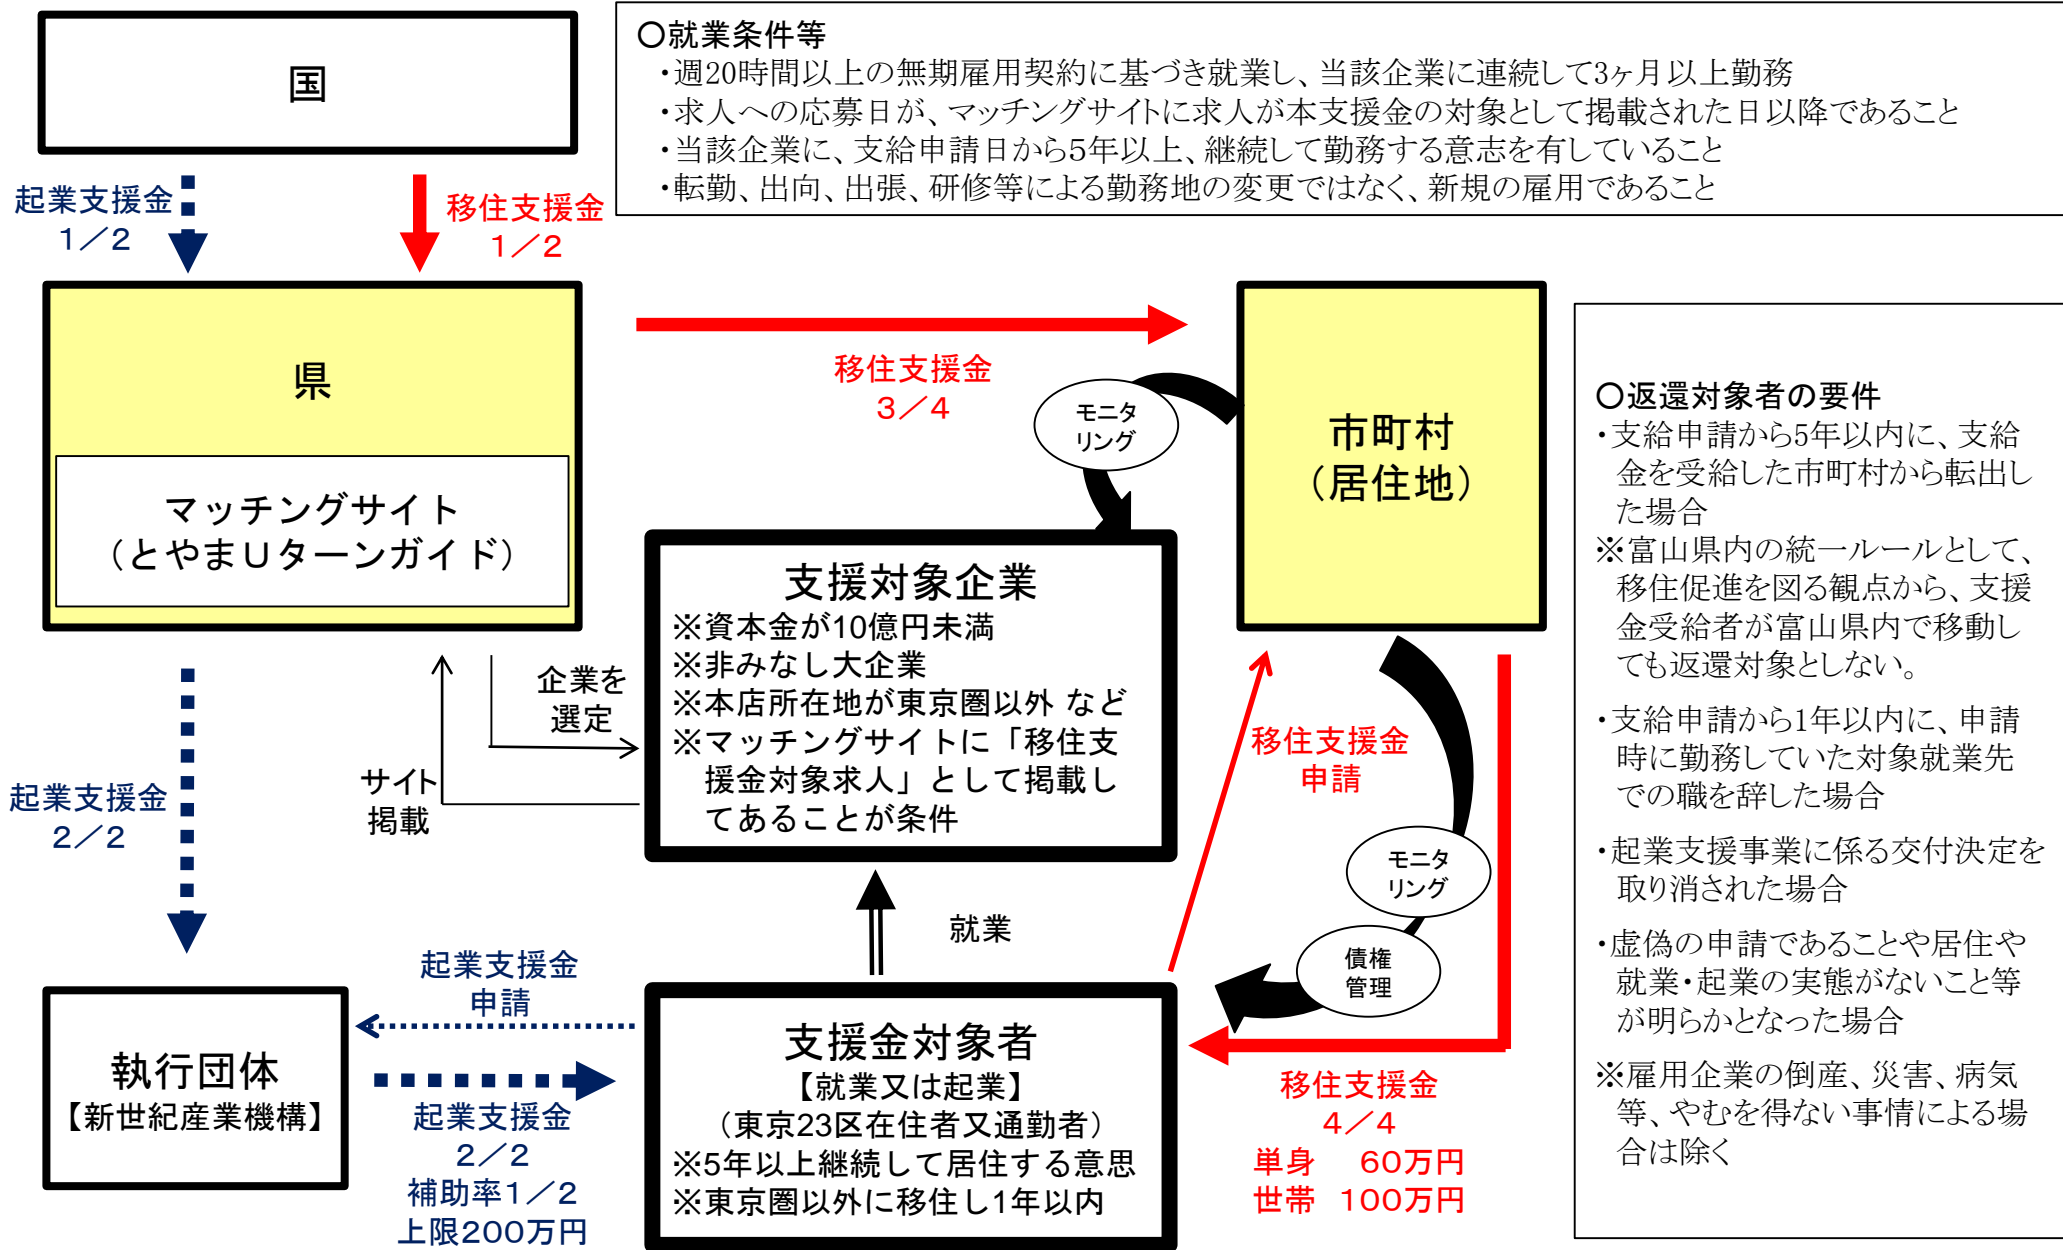 国
○就業条件等
・週20時間以上の無期雇用契約に基づき就業し、当該企業に連続して3ヶ月以上勤務
・求人への応募日が、マッチングサイトに求人が本支援金の対象として掲載された日以降であること
・当該企業に、支給申請日から5年以上、継続して勤務する意志を有していること
・転勤、出向、出張、研修等による勤務地の変更ではなく、新規の雇用であること
起業支援金
1／2
移住支援金
1／2
県
マッチングサイト
（とやまUターンガイド）
移住支援金
3／4
モニタ
リング
市町村
（居住地）
○返還対象者の要件
・支給申請から5年以内に、支給
金を受給した市町村から転出し
た場合
※富山県内の統一ルールとして、
移住促進を図る観点から、支援
金受給者が富山県内で移動し
ても返還対象としない。
・支給申請から1年以内に、申請
時に勤務していた対象就業先
での職を辞した場合
・起業支援事業に係る交付決定を
取り消された場合
・虚偽の申請であることや居住や
就業・起業の実態がないこと等
が明らかとなった場合
※雇用企業の倒産、災害、病気
等、やむを得ない事情による場
合は除く
支援対象企業
※資本金が10億円未満
※非みなし大企業
※本店所在地が東京圏以外 など
※マッチングサイトに「移住支
援金対象求人」として掲載し
てあることが条件
企業を
選定
サイト
掲載
起業支援金
2／2
移住支援金
申請
モニタ
リング
債権
管理
就業
起業支援金
申請
執行団体
【新世紀産業機構】
起業支援金
2／2
補助率1／2
上限200万円
支援金対象者
【就業又は起業】
（東京23区在住者又通勤者）
※5年以上継続して居住する意思
※東京圏以外に移住し1年以内
移住支援金
4／4
単身 60万円
世帯 100万円